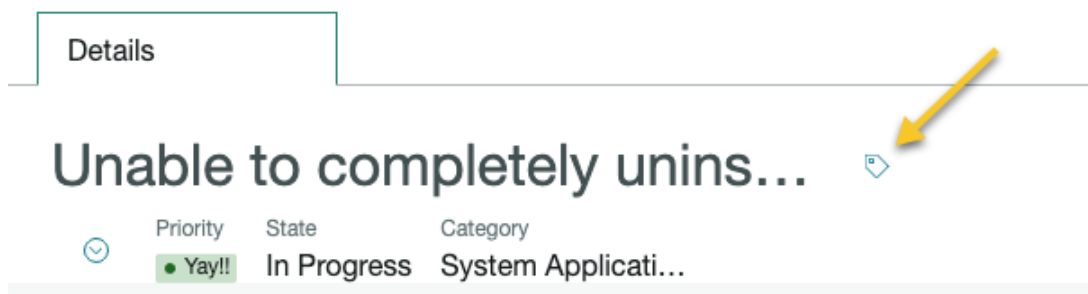 Details
Unable to completely unins...
Priority State Category
Yay!! In Progress System Applicati...